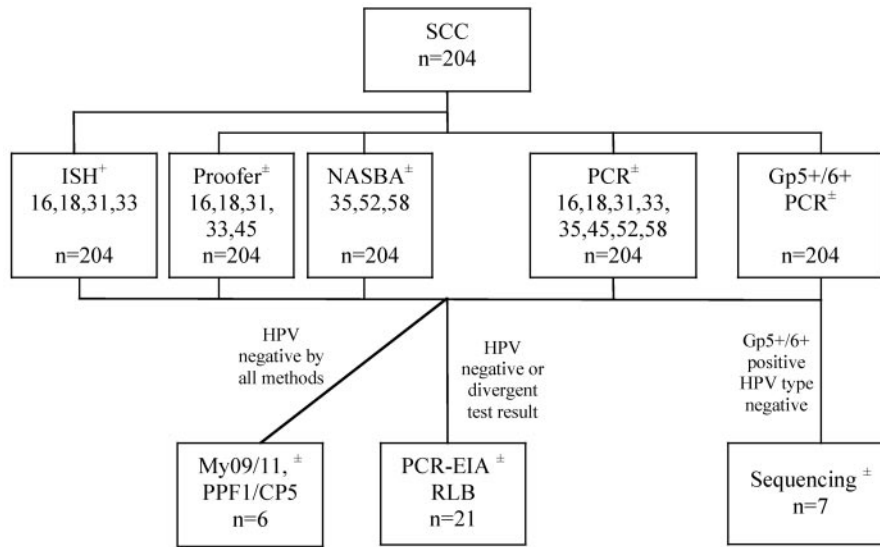 SCC
n=204
ISH+
16,18,31,33
n=204
Proofer±
16,18,31,
33,45
n=204
NASBA±
35,52,58
n=204
PCR±
16,18,31,33,
35,45,52,58
n=204
Gp5+/6+
PCR±
n=204
HPV
negative by
all methods
HPV
negative or
divergent
test result
Gp5+/6+
positive
HPV type
negative
My09/11, ±
PPF1/CP5
n=6
PCR-EIA ±
RLB
n=21
Sequencing ±
n=7